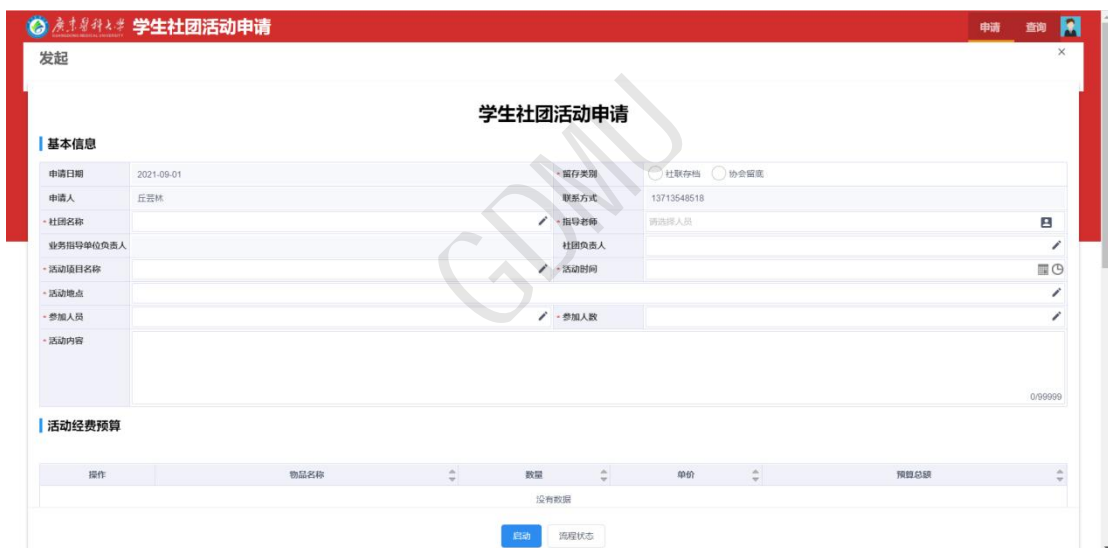 广东医科大学 学生社团活动申请 申请 查询
GUANGDONG MEDICAL UNIVERSITY
发起 ×
学生社团活动申请
基本信息
申请日期 2021-09-01 * 留存类别 社联存档 协会留底
申请人 丘芸林 联系方式 13713548518
* 社团名称 * 指导老师 请选择人员
业务指导单位负责人 社团负责人
* 活动项目名称 * 活动时间
* 活动地点
* 参加人员 * 参加人数
* 活动内容
0/99999
活动经费预算
操作 物品名称 数量 单价 预算总额
没有数据
启动 流程状态
GDMU